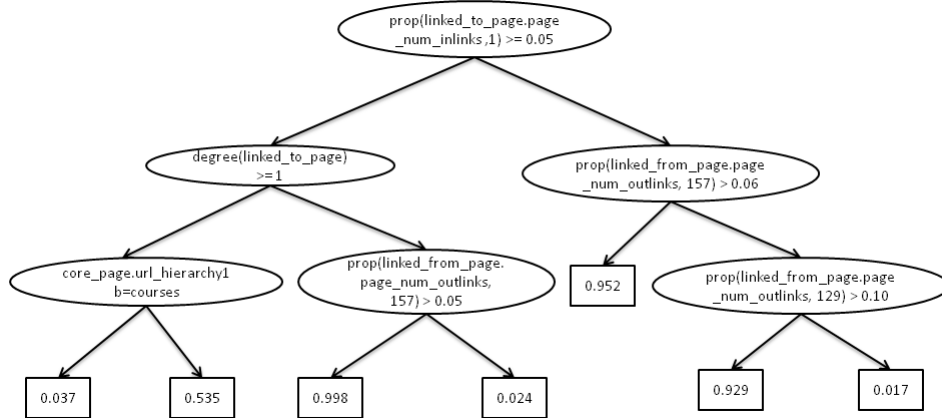 prop(linked_to_page.page
_num_inlinks ,1) >= 0.05
degree(linked_to_page)
>= 1
prop(linked_from_page.page
_num_outlinks, 157) > 0.06
core_page.url_hierarchy1
b=courses
prop(linked_from_page.
page_num_outlinks,
157) > 0.05
0.952
prop(linked_from_page.page
_num_outlinks, 129) > 0.10
0.037
0.535
0.998
0.024
0.929
0.017